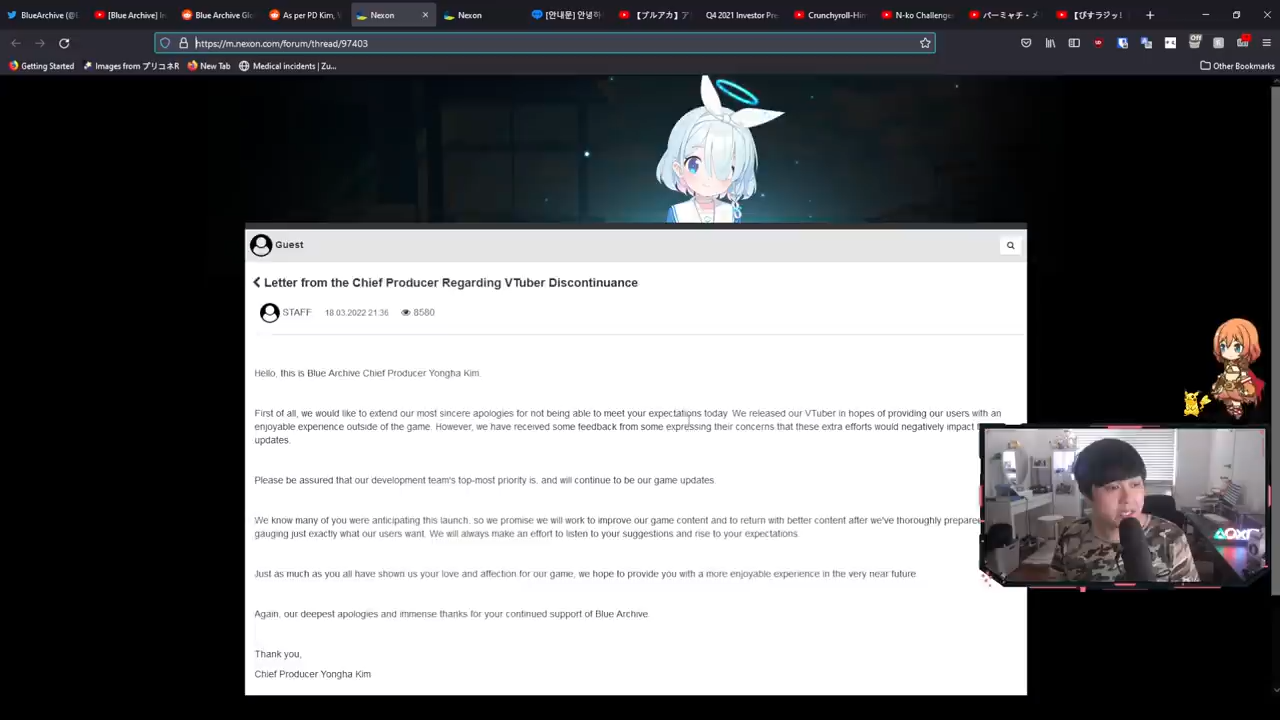 BlueArchive (@
[Blue Archive] In
Blue Archive Glo
As per PD Kim, V
Nexon
Nexon
[안내문] 안녕하
【ブルアカ】ア
Q4 2021 Investor Pre
Crunchyroll-Hin
N-ko Challenge
パーミャチ・メ
【ぴすラジッ!
https://m.nexon.com/forum/thread/97403
Off
Getting Started
Images from プリコネR
New Tab
Medical incidents | Zu...
Other Bookmarks
Guest
Letter from the Chief Producer Regarding VTuber Discontinuance
STAFF 18.03.2022 21:36 8580
Hello, this is Blue Archive Chief Producer Yongha Kim.
First of all, we would like to extend our most sincere apologies for not being able to meet your expectations today. We released our VTuber in hopes of providing our users with an
enjoyable experience outside of the game. However, we have received some feedback from some expressing their concerns that these extra efforts would negatively impact
updates.
Please be assured that our development team's top-most priority is, and will continue to be our game updates.
We know many of you were anticipating this launch, so we promise we will work to improve our game content and to return with better content after we've thoroughly prepare
gauging just exactly what our users want. We will always make an effort to listen to your suggestions and rise to your expectations.
Just as much as you all have shown us your love and affection for our game, we hope to provide you with a more enjoyable experience in the very near future.
Again, our deepest apologies and immense thanks for your continued support of Blue Archive.
Thank you,
Chief Producer Yongha Kim